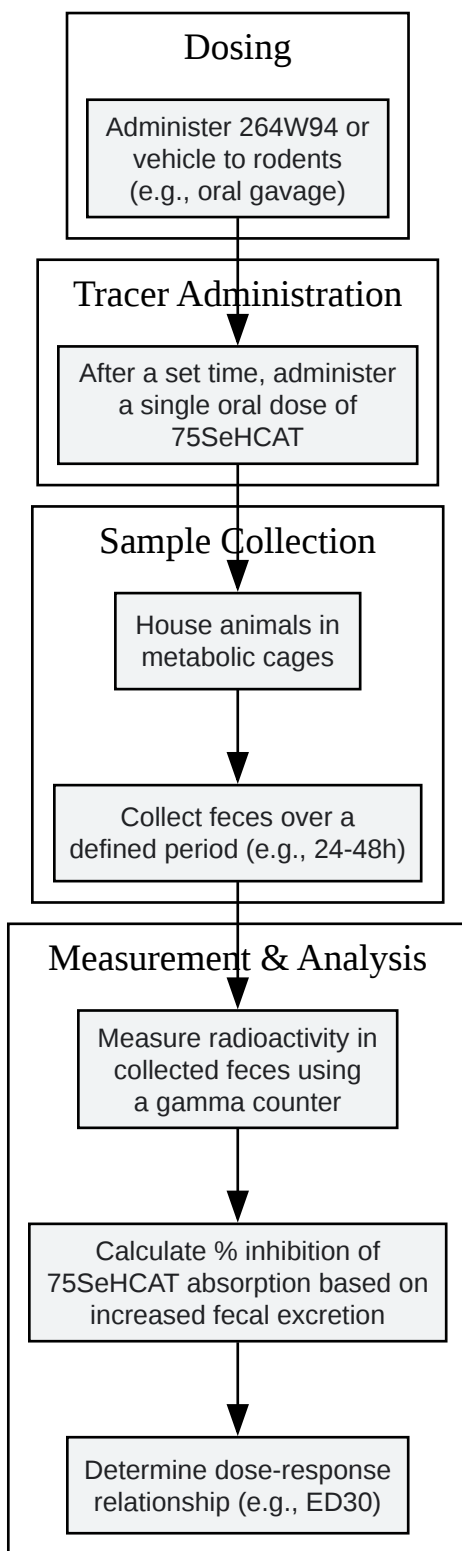 Dosing
Administer 264W94 or
vehicle to rodents
(e.g., oral gavage)
Tracer Administration
After a set time, administer
a single oral dose of
75SeHCAT
Sample Collection
House animals in
metabolic cages
Collect feces over a
defined period (e.g., 24-48h)
Measurement & Analysis
Measure radioactivity in
collected feces using
a gamma counter
Calculate % inhibition of
75SeHCAT absorption based on
increased fecal excretion
Determine dose-response
relationship (e.g., ED30)